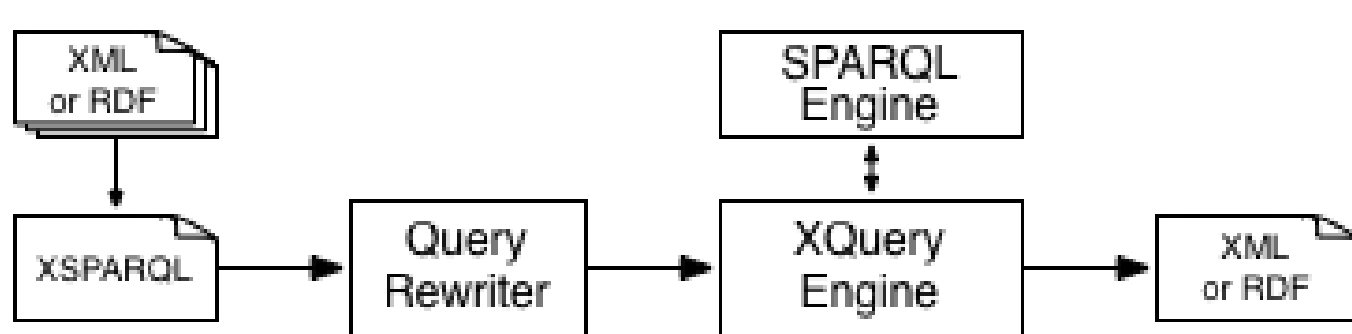 XML
or RDF
SPARQL
Engine
XSPARQL
Query
Rewriter
XQuery
Engine
XML
or RDF